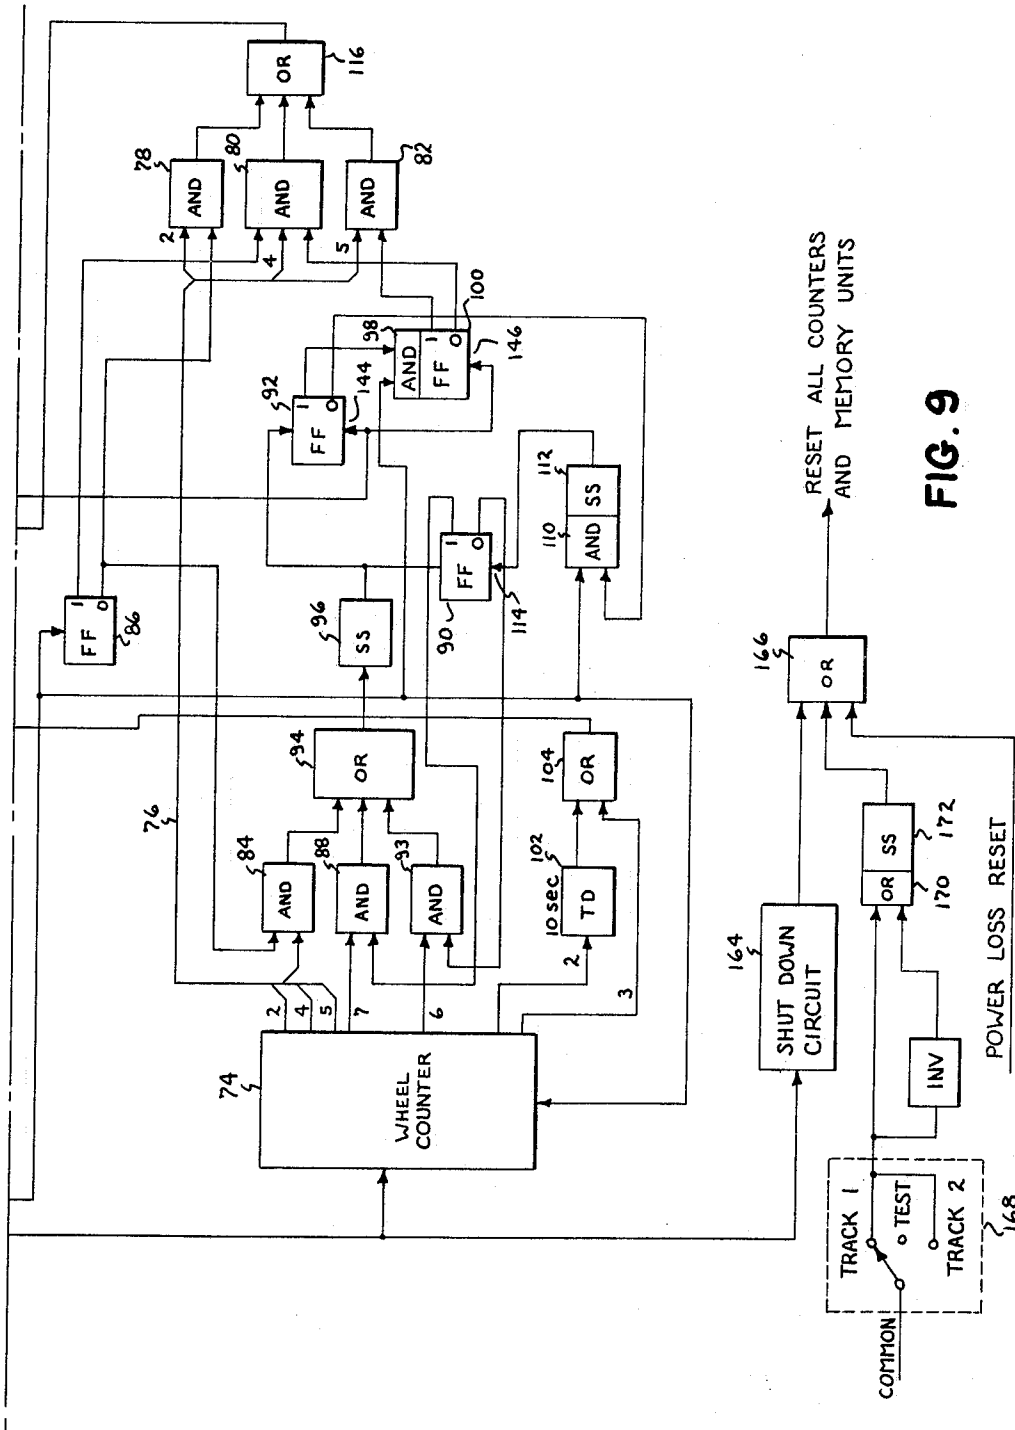 74
WHEEL
COUNTER
2
4
5
7
6
2
3
76
84
AND
88
AND
93
AND
94
OR
10 sec
102
TD
104
OR
96
SS
FF
1
0
86
90
FF
1
0
114
92
FF
1
0
144
110
AND
112
SS
98
AND
FF
1
0
100
146
2
4
5
78
AND
80
AND
82
AND
OR
116
COMMON
TRACK 1
TEST
TRACK 2
168
INV
164
SHUT DOWN
CIRCUIT
OR
170
SS
172
POWER LOSS RESET
166
OR
RESET ALL COUNTERS
AND MEMORY UNITS
FIG. 9